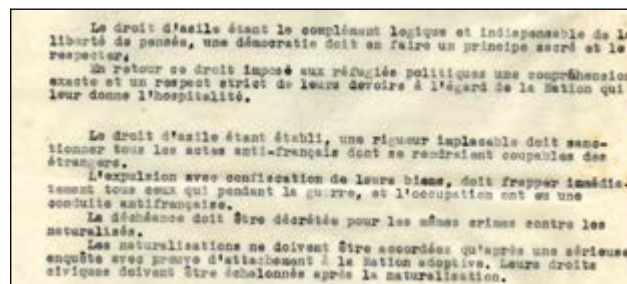 Le droit d'asile étant le complément logique et indispensable de la
liberté de pensée, une démocratie doit en faire un principe sacré et le
respecter.
En retour ce droit impose aux réfugiés politiques une compréhension
exacte et un respect strict de leurs devoirs à l'égard de la Nation qui
leur donne l'hospitalité.
Le droit d'asile étant établi, une rigueur implacable doit sanc-
tionner tous les actes anti-français dont se rendraient coupables des
étrangers.
L'expulsion avec confiscation de leurs biens, doit frapper immédia-
tement tous ceux qui pendant la guerre, et l'occupation ont eu une
conduite antifrançaise.
La déchéance doit être décrétée pour les mêmes crimes contre les
naturalisés.
Les naturalisations ne doivent être accordées qu'après une sérieuse
enquête avec preuve d'attachement à la Nation adoptive. Leurs droits
civiques doivent être échelonnés après la naturalisation.